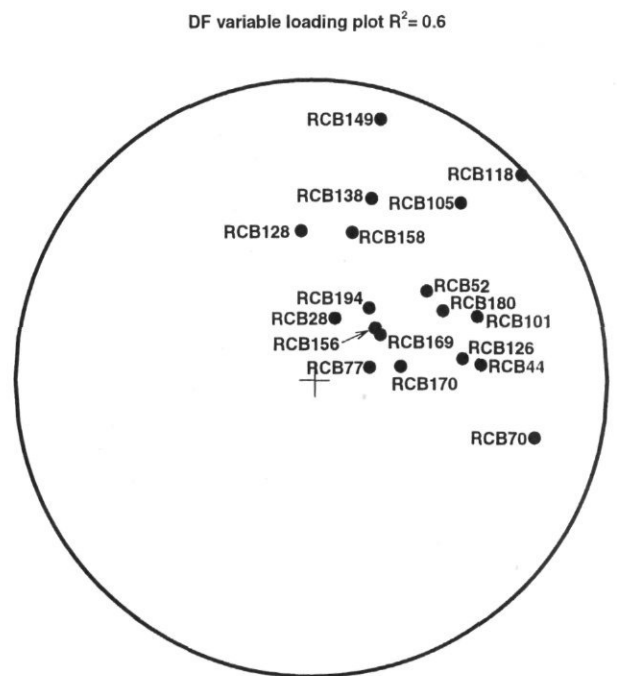 DF variable loading plot R²= 0.6
RCB149
RCB118
RCB138
RCB105
RCB128
RCB158
RCB52
RCB194
RCB180
RCB28
RCB101
RCB156
RCB169
RCB126
RCB77
RCB170
RCB44
RCB70